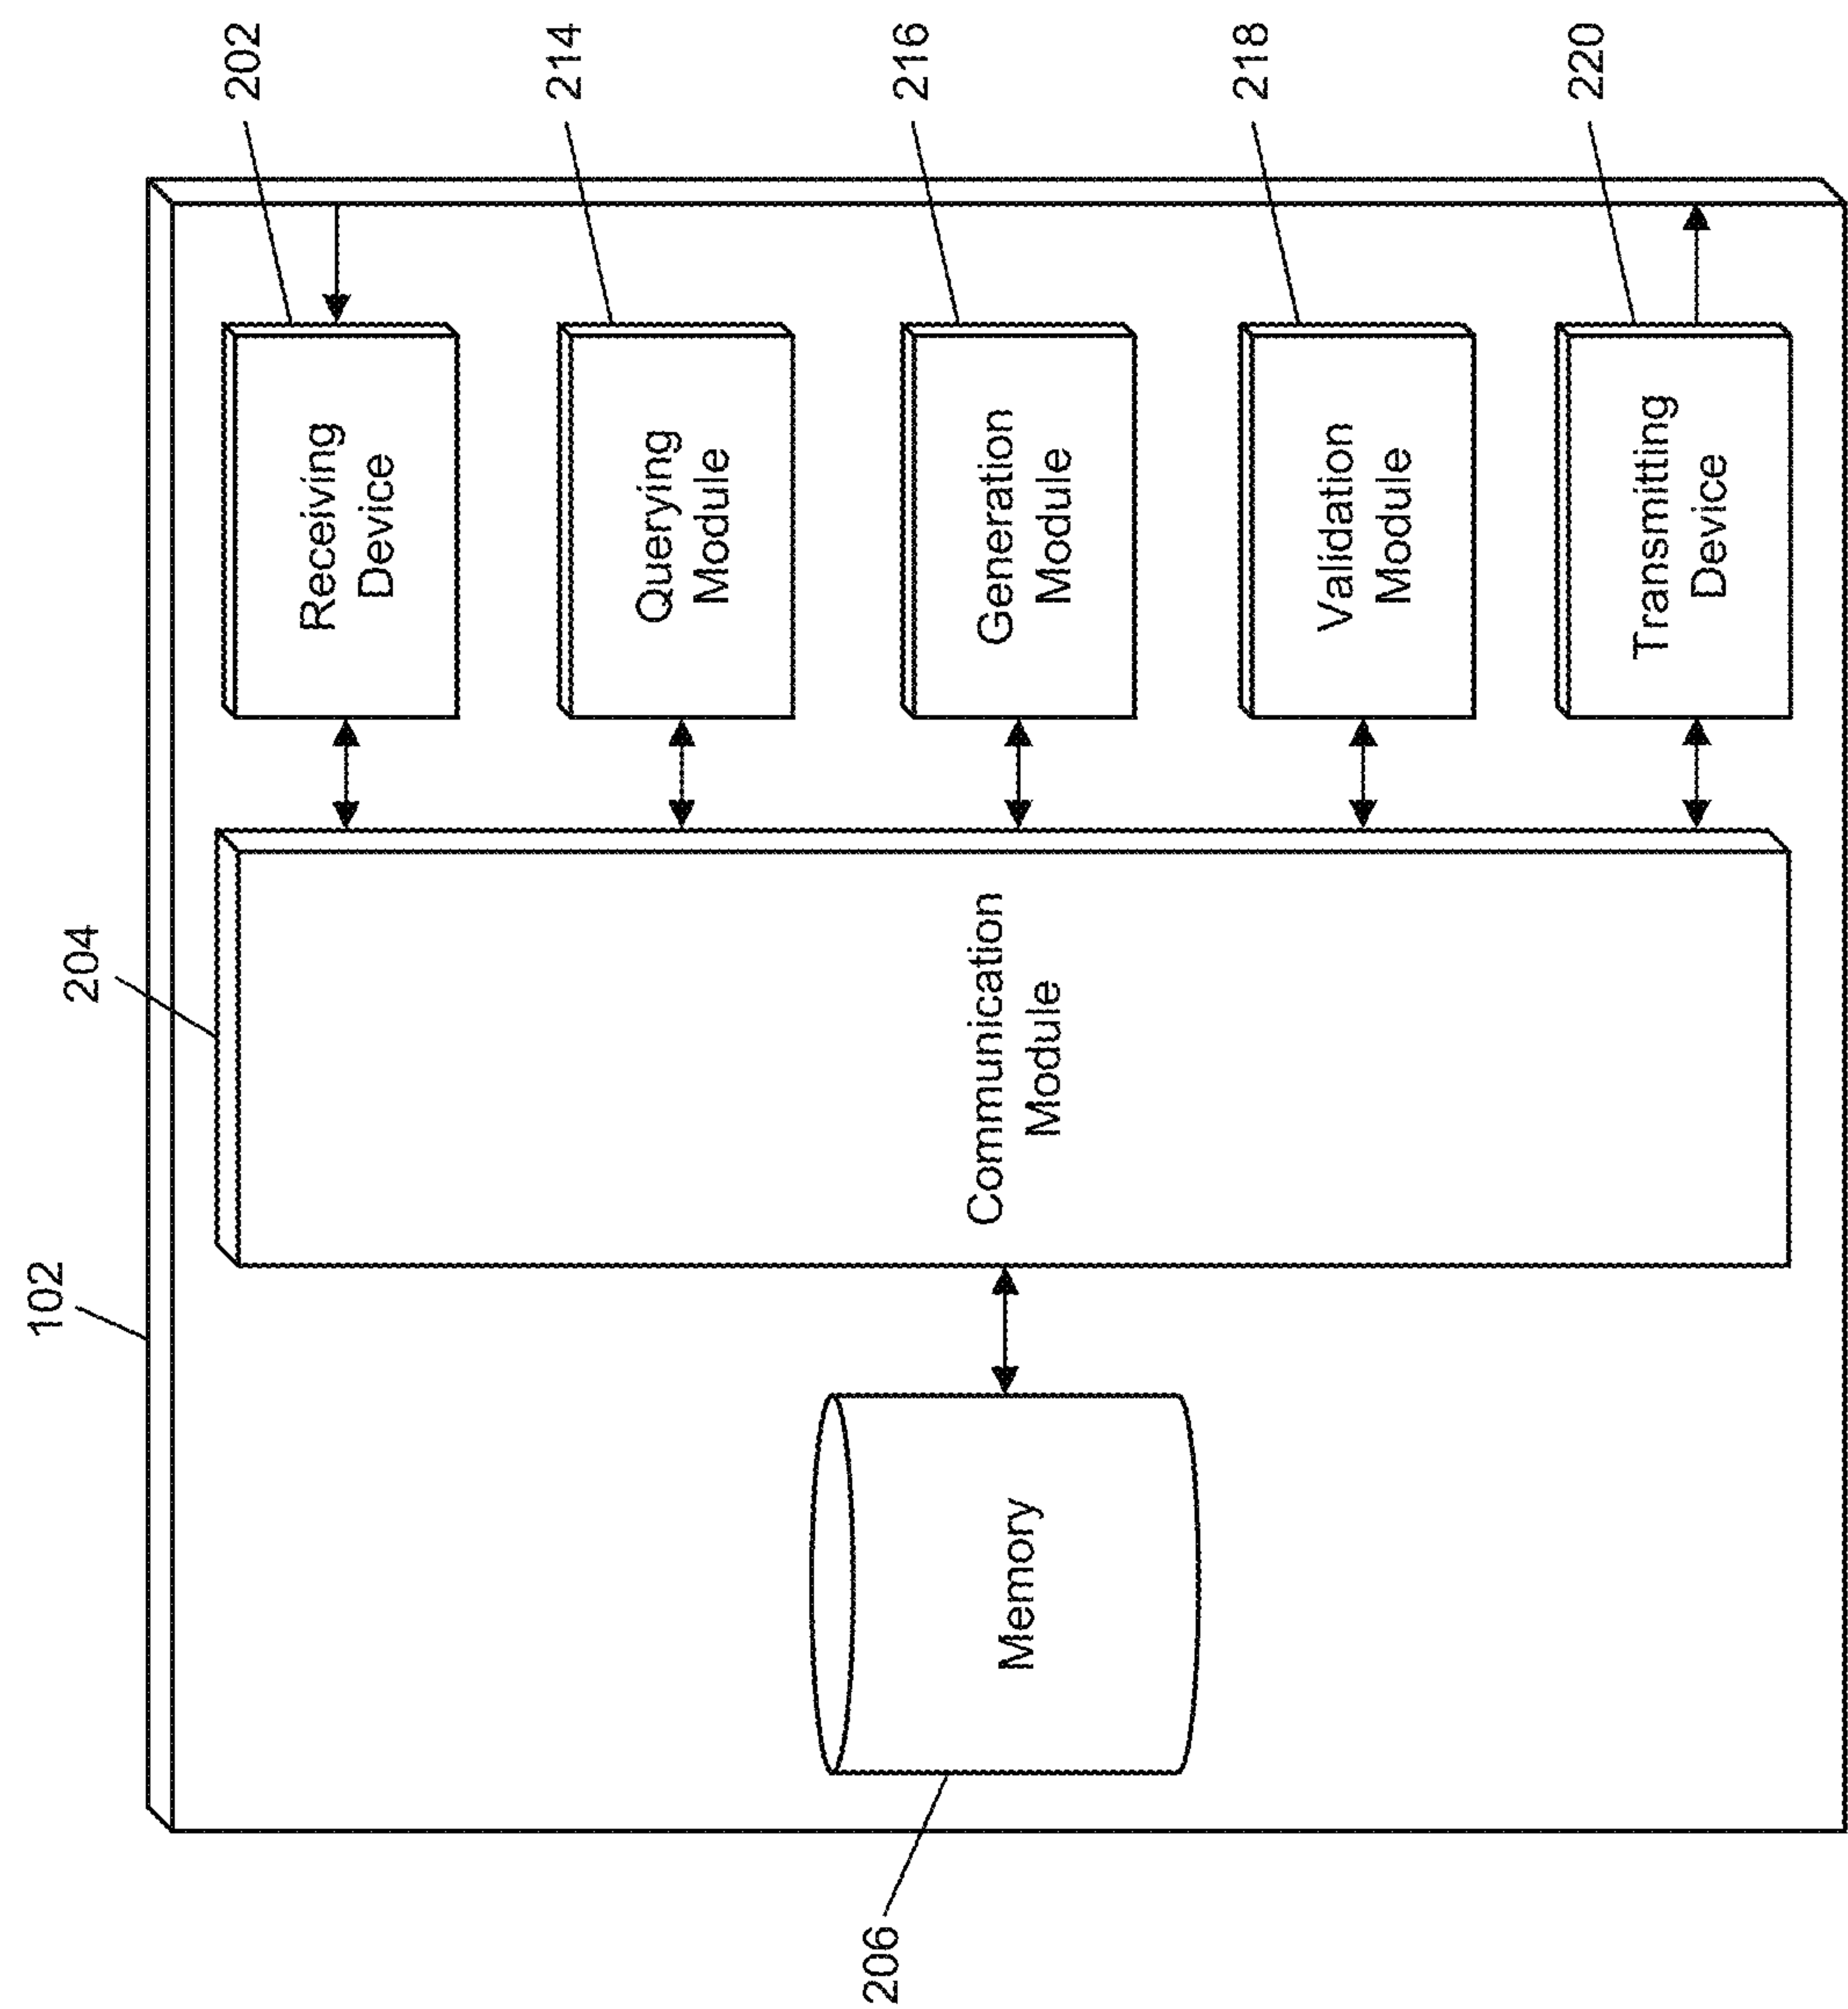 102
204
202
Receiving
Device
214
Querying
Module
216
Generation
Module
218
Validation
Module
220
Transmitting
Device
Communication
Module
Memory
206